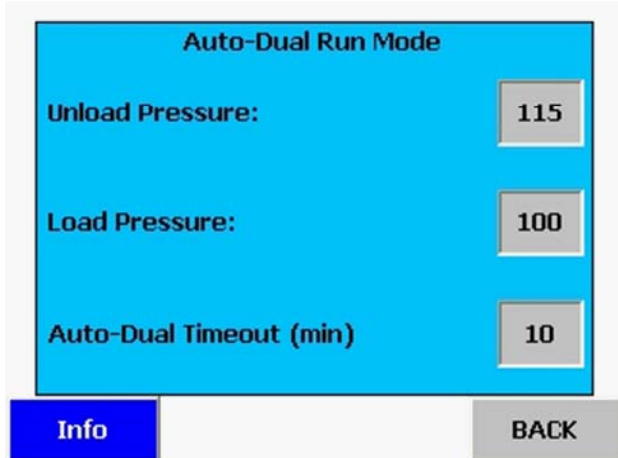 Auto-Dual Run Mode
Unload Pressure: 115
Load Pressure: 100
Auto-Dual Timeout (min) 10
Info BACK